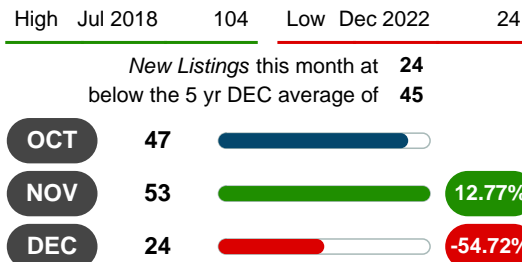 High Jul 2018 104 Low Dec 2022 24
New Listings this month at 24
below the 5 yr DEC average of 45
OCT 47
NOV 53 12.77%
DEC 24 -54.72%